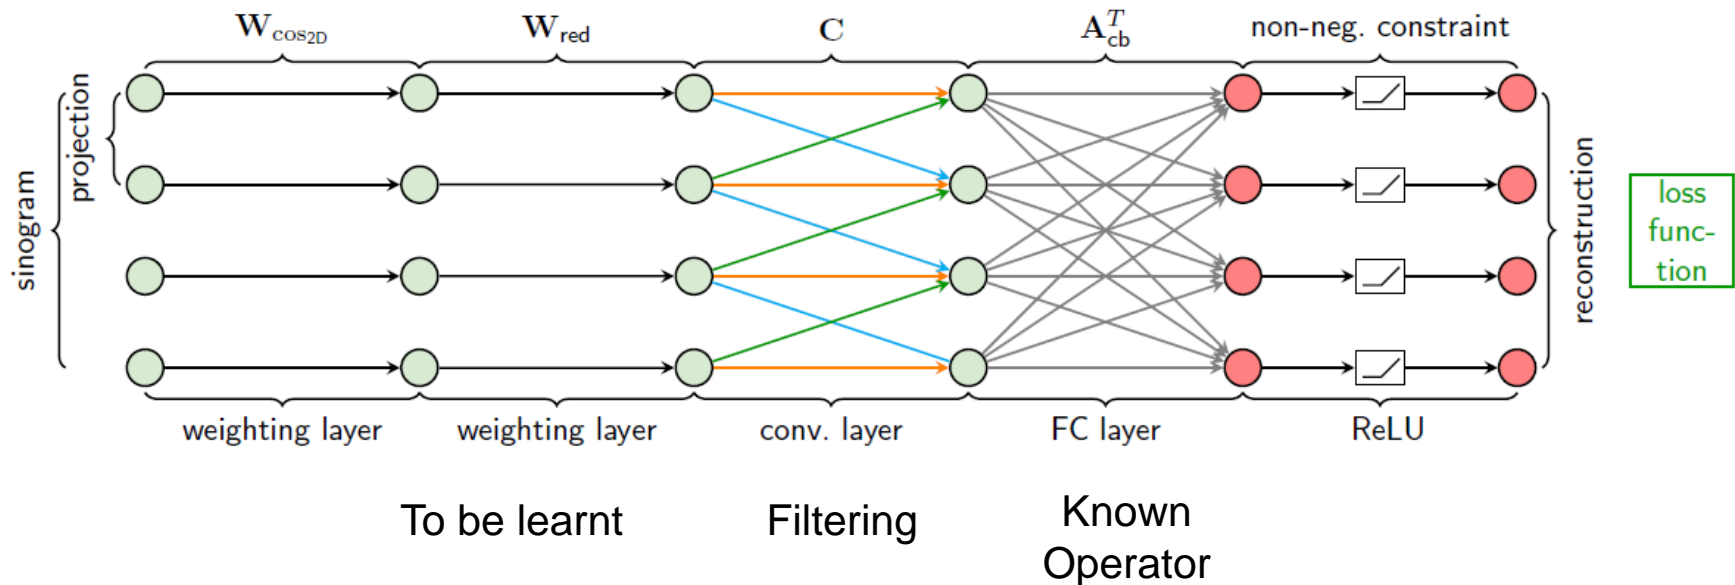 W_cos2D W_red C A_cb^T non-neg. constraint
sinogram
projection
reconstruction
loss
func-
tion
weighting layer weighting layer conv. layer FC layer ReLU
To be learnt Filtering Known
Operator